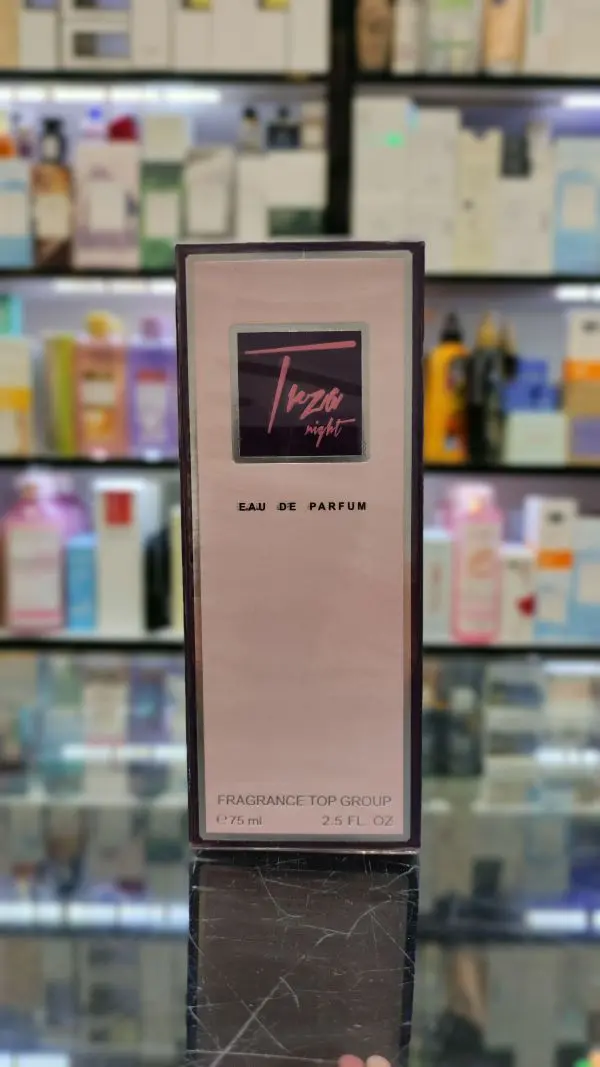 Treza
night
EAU DE PARFUM
FRAGRANCE TOP GROUP
℮ 75 ml 2.5 FL. OZ